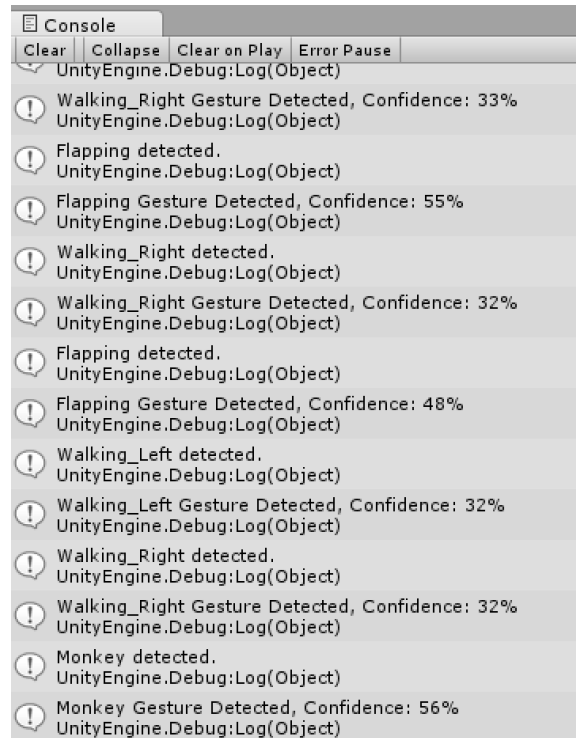 Console
Clear Collapse Clear on Play Error Pause
UnityEngine.Debug:Log(Object)
Walking_Right Gesture Detected, Confidence: 33%
UnityEngine.Debug:Log(Object)
Flapping detected.
UnityEngine.Debug:Log(Object)
Flapping Gesture Detected, Confidence: 55%
UnityEngine.Debug:Log(Object)
Walking_Right detected.
UnityEngine.Debug:Log(Object)
Walking_Right Gesture Detected, Confidence: 32%
UnityEngine.Debug:Log(Object)
Flapping detected.
UnityEngine.Debug:Log(Object)
Flapping Gesture Detected, Confidence: 48%
UnityEngine.Debug:Log(Object)
Walking_Left detected.
UnityEngine.Debug:Log(Object)
Walking_Left Gesture Detected, Confidence: 32%
UnityEngine.Debug:Log(Object)
Walking_Right detected.
UnityEngine.Debug:Log(Object)
Walking_Right Gesture Detected, Confidence: 32%
UnityEngine.Debug:Log(Object)
Monkey detected.
UnityEngine.Debug:Log(Object)
Monkey Gesture Detected, Confidence: 56%
UnityEngine.Debug:Log(Object)